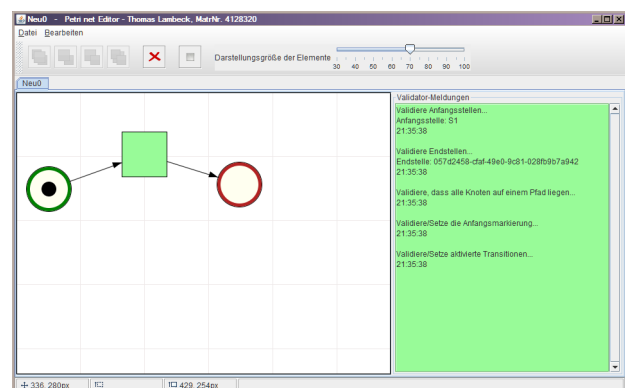 Neu0 - Petri net Editor - Thomas Lambeck, MatrNr. 4128320
Datei Bearbeiten
Darstellungsgröße der Elemente
30 40 50 60 70 80 90 100
Neu0
Validator-Meldungen
Validiere Anfangsstellen...
Anfangsstelle: S1
21:35:38
Validiere Endstellen...
Endstelle: 057d2458-cfaf-49e0-9c81-028fb9b7a942
21:35:38
Validiere, dass alle Knoten auf einem Pfad liegen...
21:35:38
Validiere/Setze die Anfangsmarkierung...
21:35:38
Validiere/Setze aktivierte Transitionen...
21:35:38
336, 280px
429, 254px